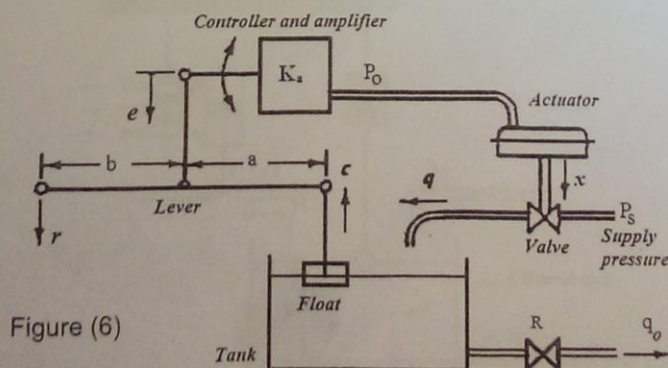 Controller and amplifier
Kₐ
P₀
Actuator
e
b
a
c
q
x
Pₛ
r
Lever
Valve
Supply
pressure
Float
Figure (6)
R
q₀
Tank